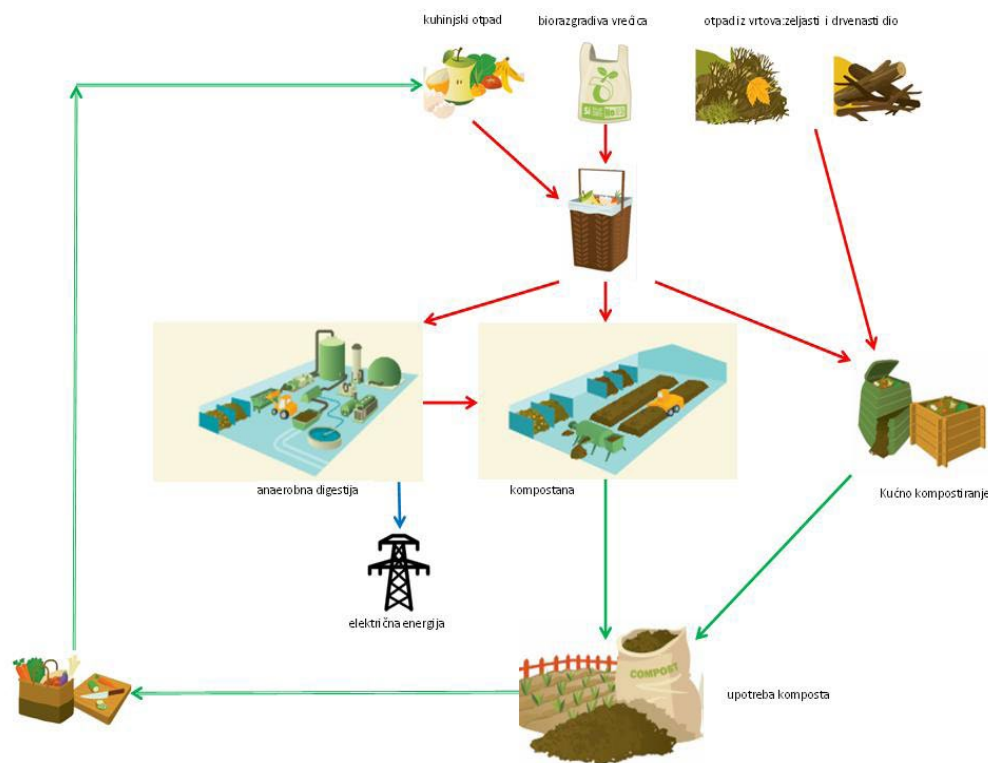 kuhinjski otpad
biorazgradiva vrećica
otpad iz vrtova:zeljasti i drvenasti dio
anaerobna digestija
kompostana
Kućno kompostiranje
električna energija
COMPOST
upotreba komposta